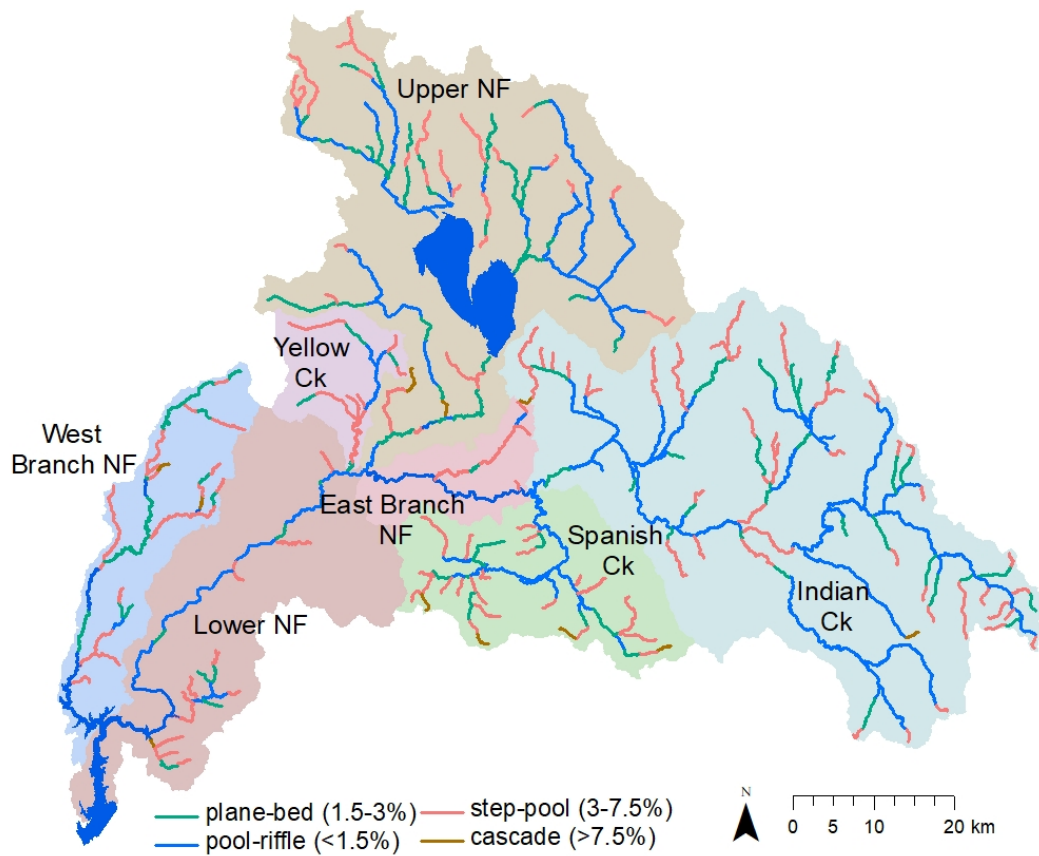 Upper NF
Yellow
Ck
West
Branch NF
East Branch
NF
Spanish
Ck
Indian
Ck
Lower NF
plane-bed (1.5-3%)
step-pool (3-7.5%)
pool-riffle (<1.5%)
cascade (>7.5%)
N
0 5 10 20 km